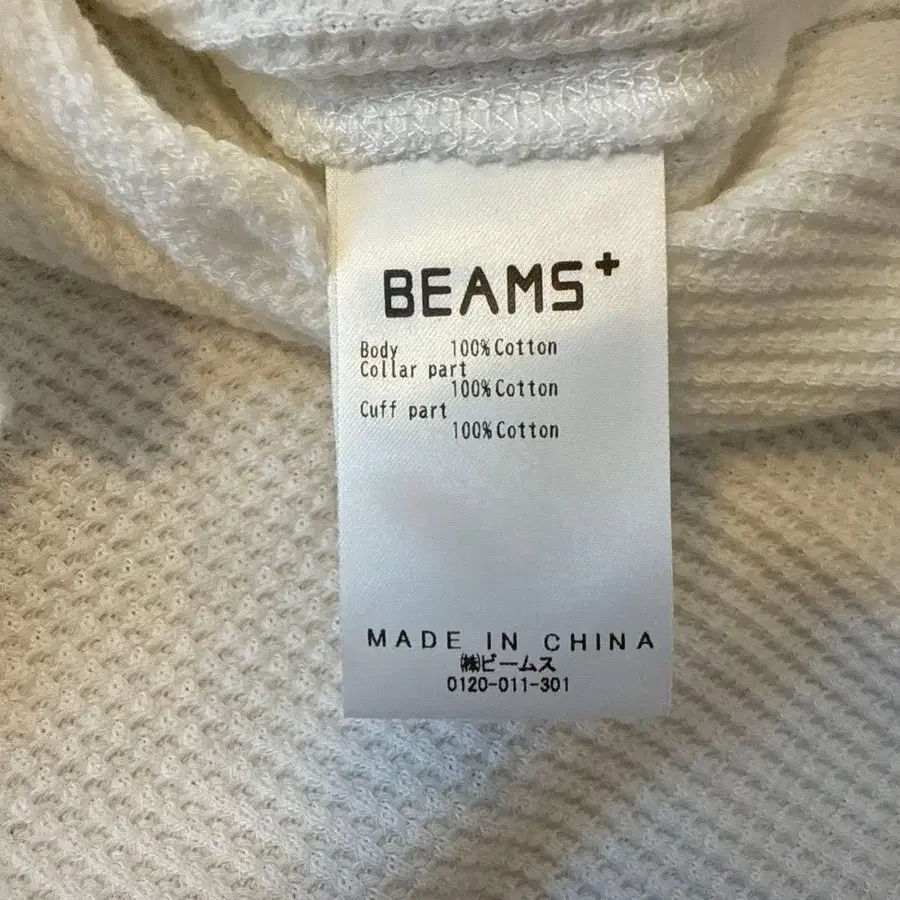 BEAMS+
Body 100%Cotton
Collar part
100%Cotton
Cuff part
100%Cotton
MADE IN CHINA
㈱ビームス
0120-011-301